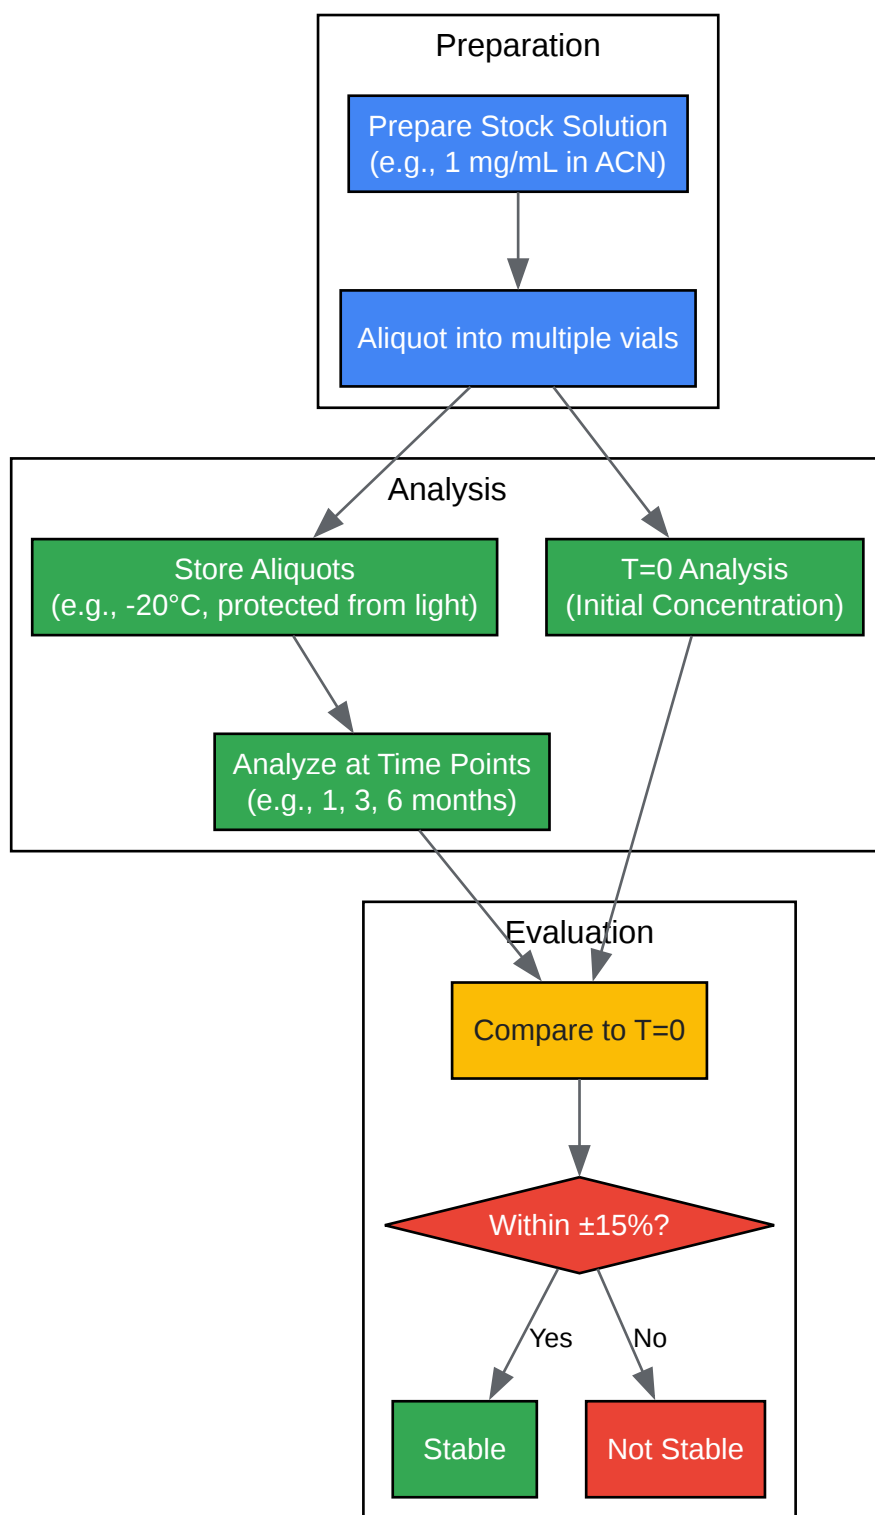 Preparation
Prepare Stock Solution
(e.g., 1 mg/mL in ACN)
Aliquot into multiple vials
Analysis
Store Aliquots
(e.g., -20°C, protected from light)
T=0 Analysis
(Initial Concentration)
Analyze at Time Points
(e.g., 1, 3, 6 months)
Evaluation
Compare to T=0
Within ±15%?
Yes
No
Stable
Not Stable